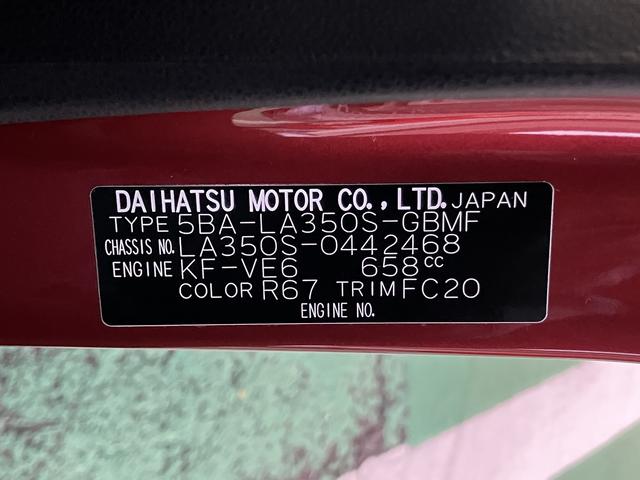 DAIHATSU MOTOR CO., LTD. JAPAN
TYPE 5BA-LA350S-GBMF
CHASSIS NO. LA350S-0442468
ENGINE KF-VE6 658cc
COLOR R67 TRIM FC20
ENGINE NO.